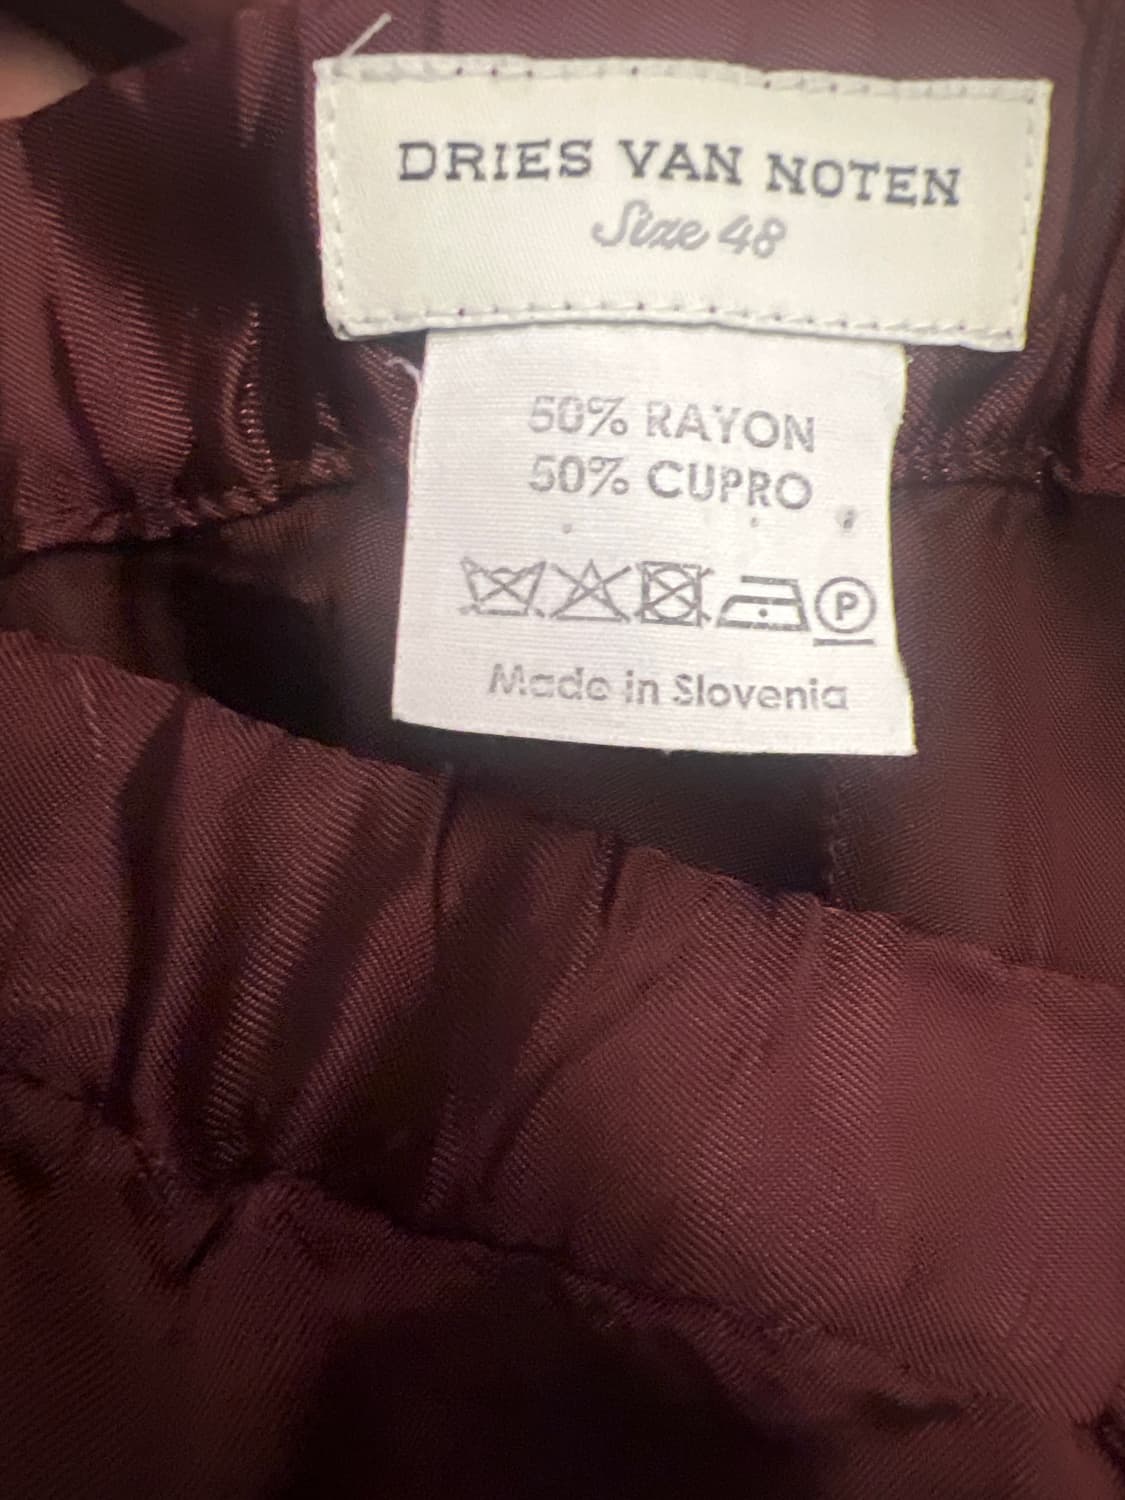 DRIES VAN NOTEN
Size 48
50% RAYON
50% CUPRO
P
Made in Slovenia